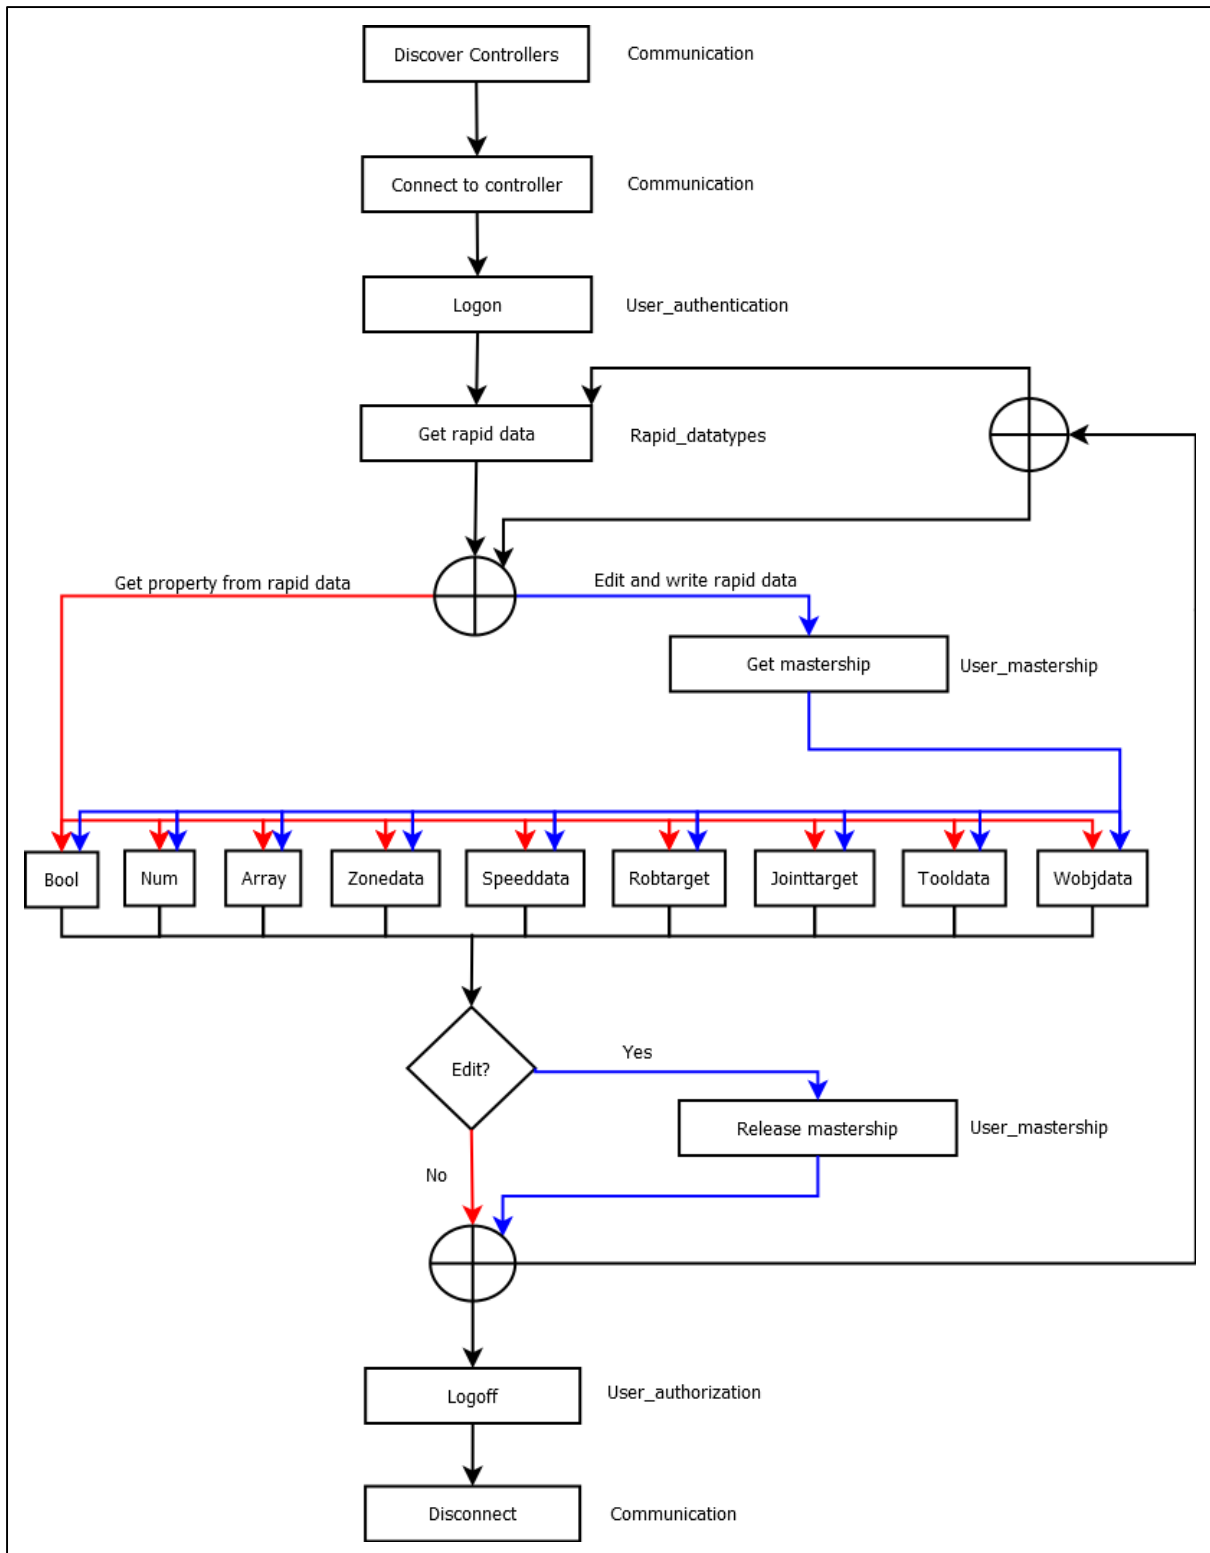 Discover Controllers Communication
Connect to controller Communication
Logon User_authentication
Get rapid data Rapid_datatypes
Get property from rapid data Edit and write rapid data
Get mastership User_mastership
Bool Num Array Zonedata Speeddata Robtarget Jointtarget Tooldata Wobjdata
Edit? Yes
Release mastership User_mastership
No
Logoff User_authorization
Disconnect Communication